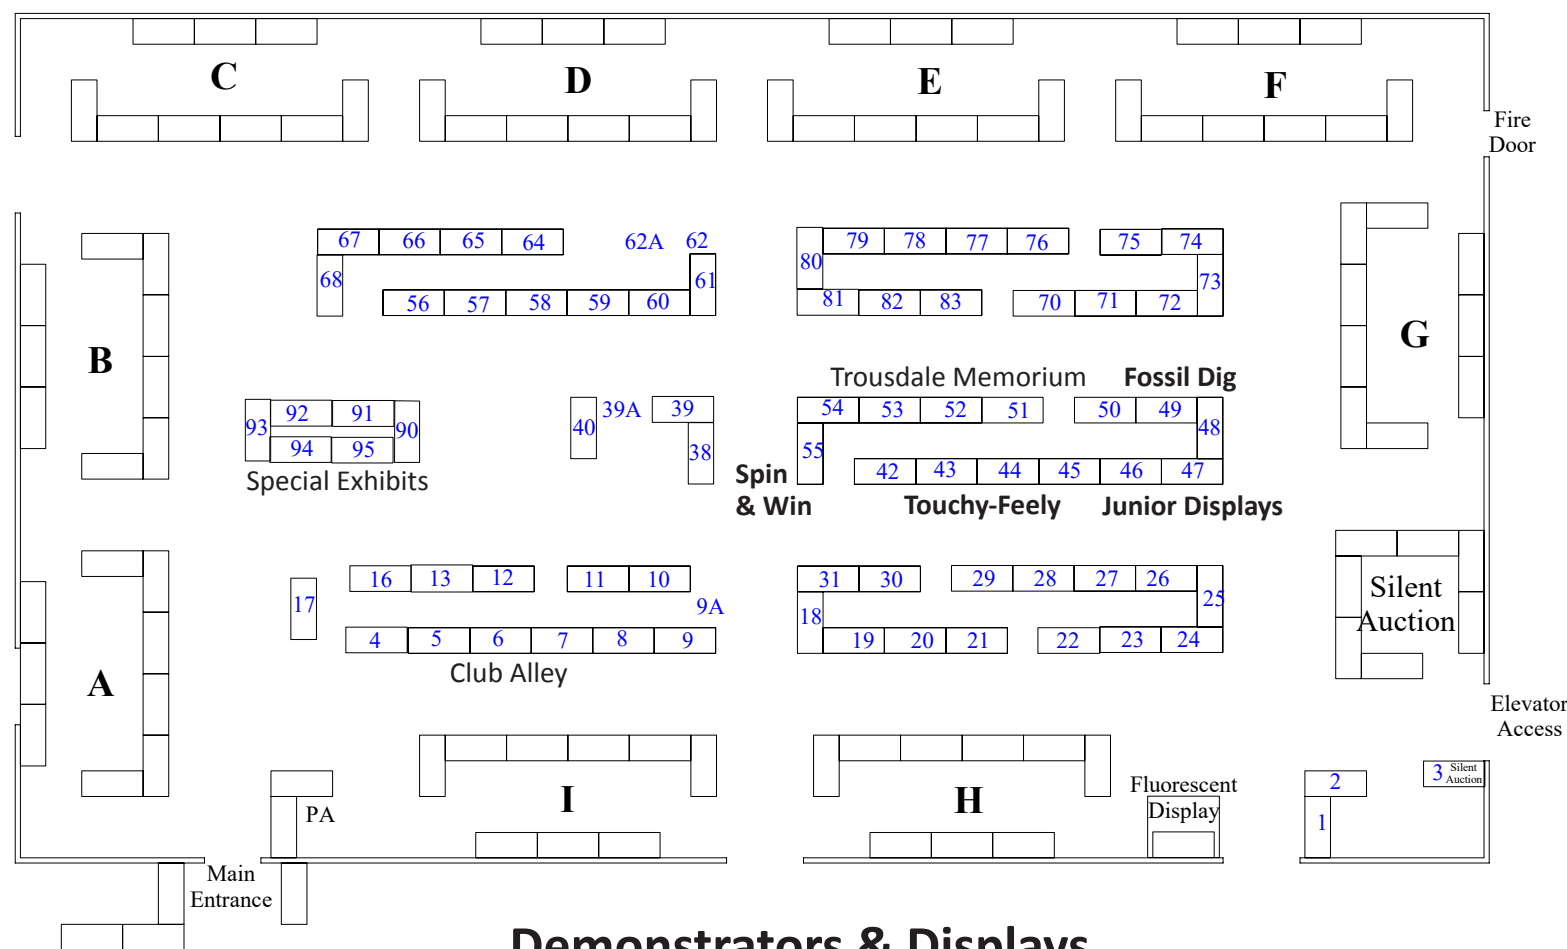 C
D
E
F
Fire
Door
67 66 65 64 62A 62
68 61
56 57 58 59 60
79 78 77 76 75 74
80 73
81 82 83 70 71 72
B
G
Trousdale Memorium
Fossil Dig
92 91
93 90
94 95
Special Exhibits
39A 39
40
38
54 53 52 51 50 49
55 48
42 43 44 45 46 47
Spin
& Win
Touchy-Feely
Junior Displays
16 13 12 11 10
17
9A
4 5 6 7 8 9
Club Alley
31 30 29 28 27 26
18 25
19 20 21 22 23 24
Silent
Auction
A
Elevator
Access
PA
I
H
Fluorescent
Display
2
1
3 Silent
Auction
Main
Entrance
Demonstrators & Displays